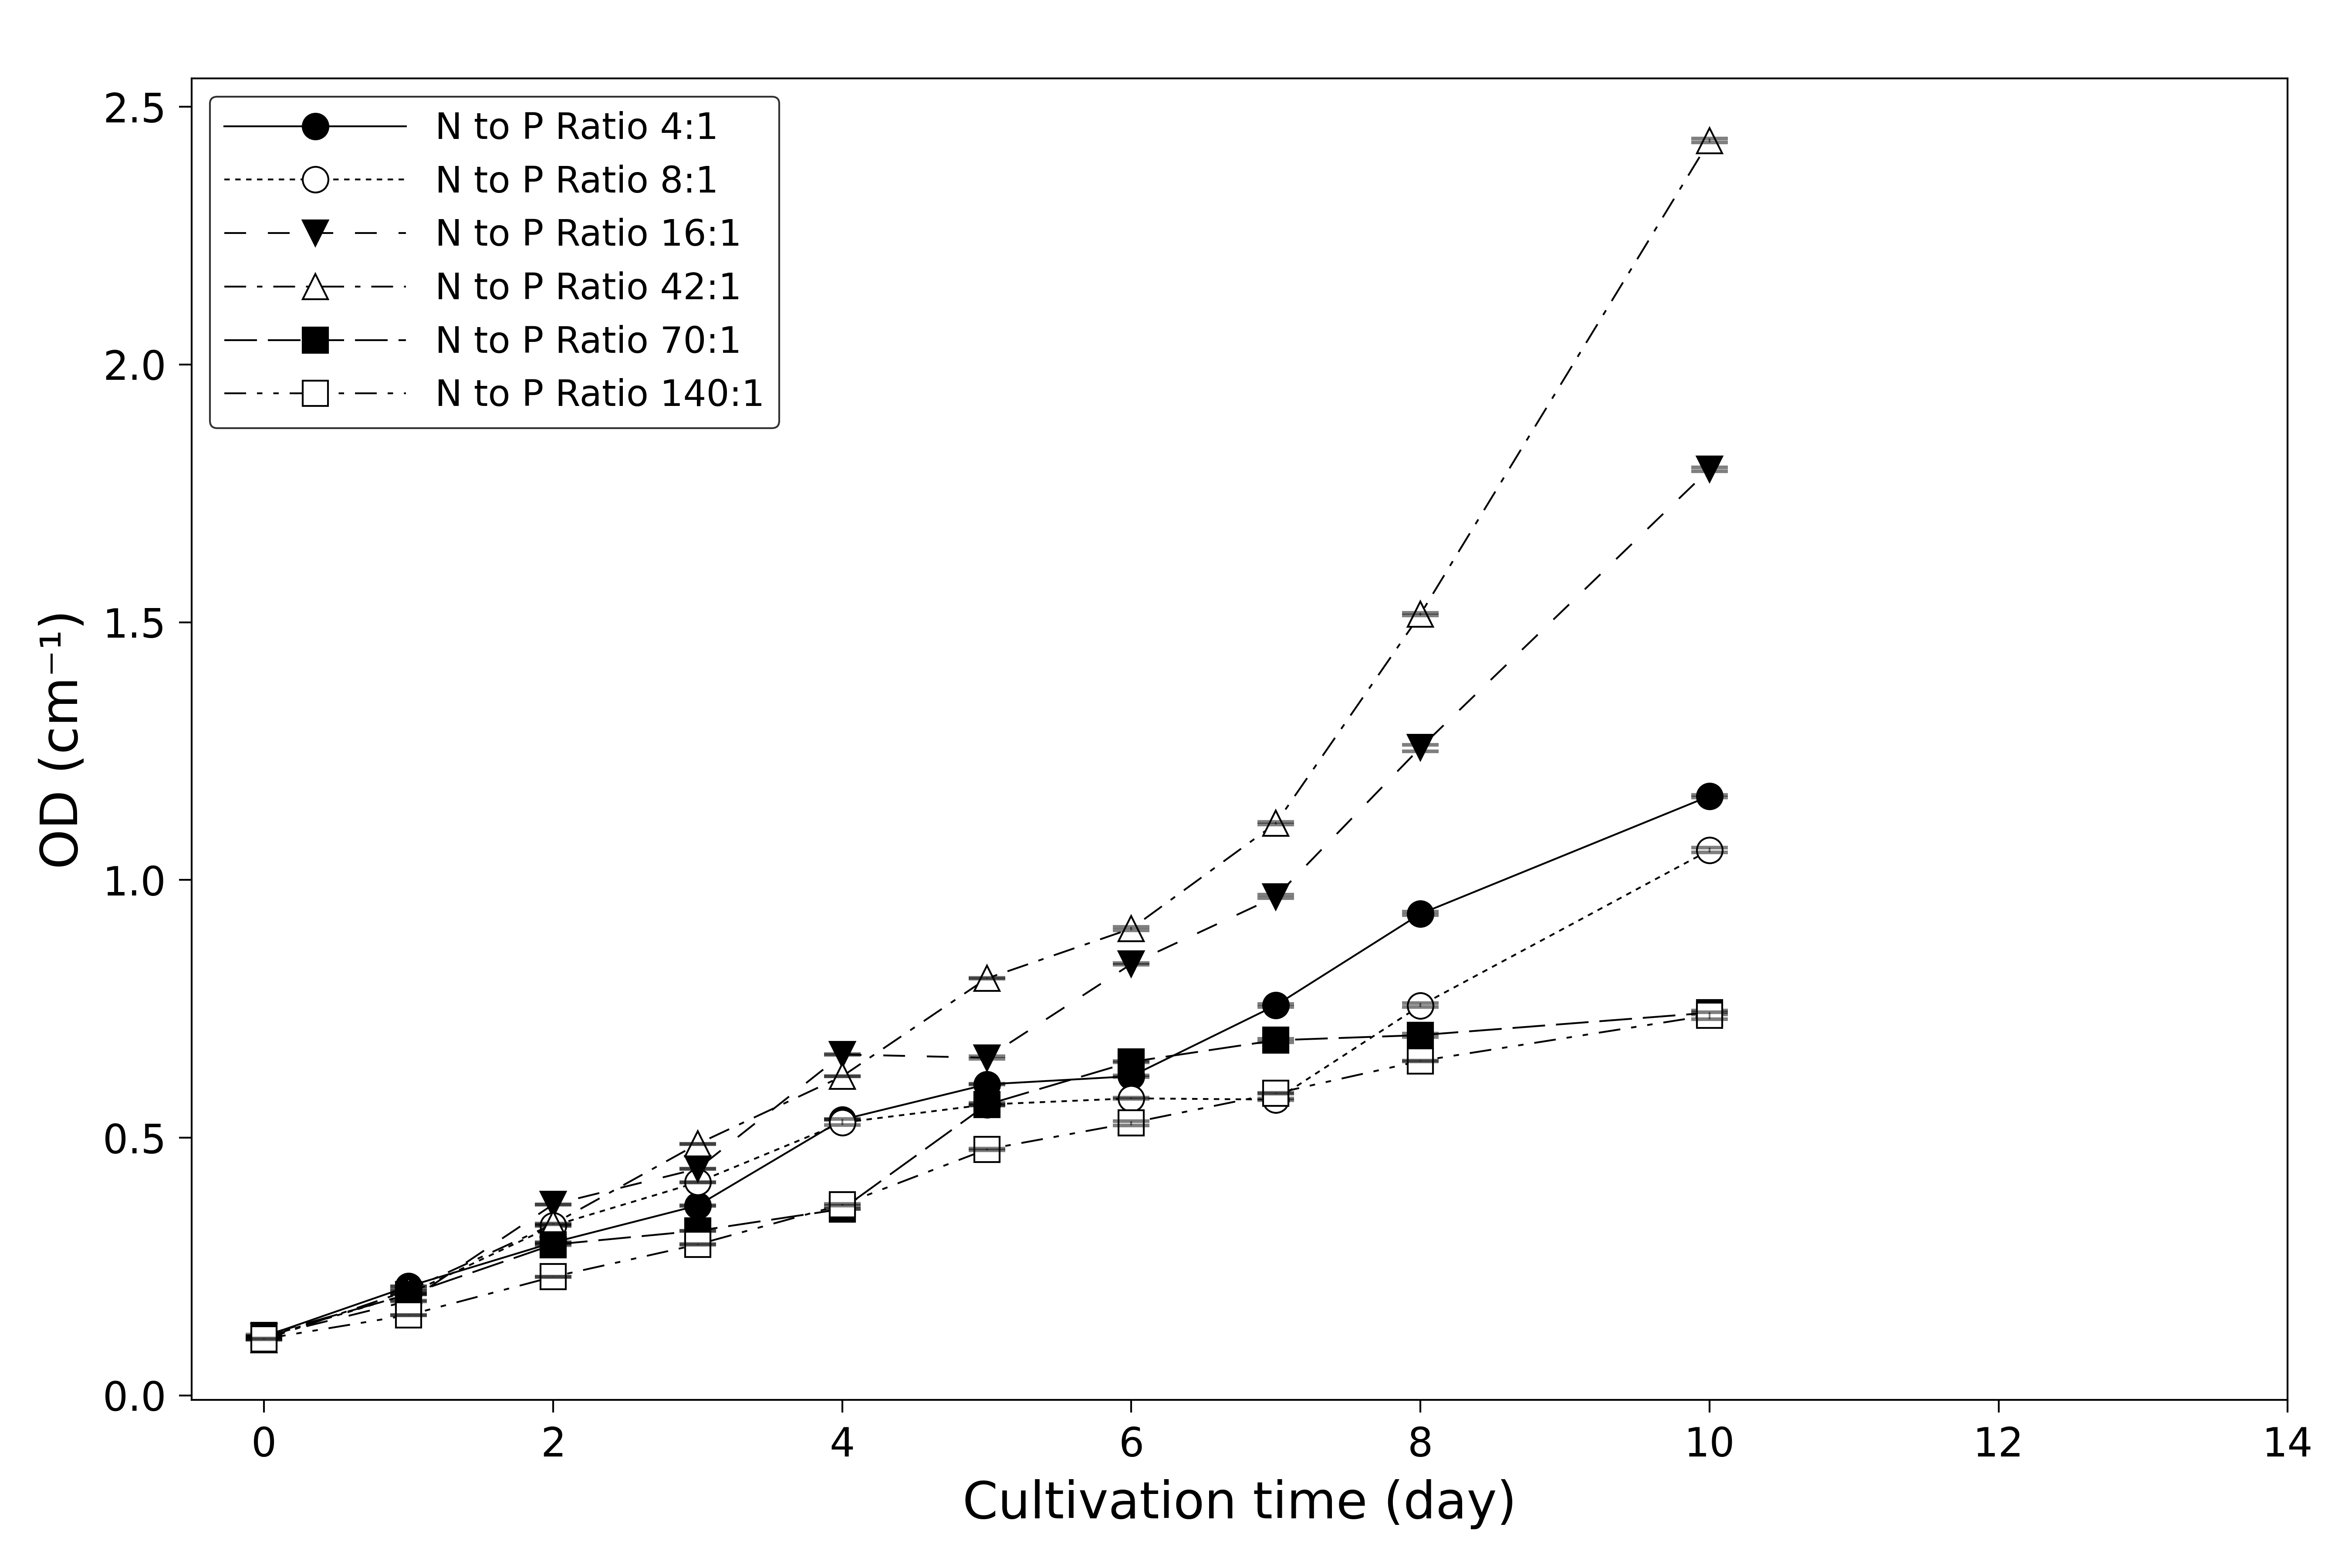 N to P Ratio 4:1
N to P Ratio 8:1
N to P Ratio 16:1
N to P Ratio 42:1
N to P Ratio 70:1
N to P Ratio 140:1
2.5
2.0
1.5
1.0
0.5
0.0
OD (cm⁻¹)
0 2 4 6 8 10 12 14
Cultivation time (day)